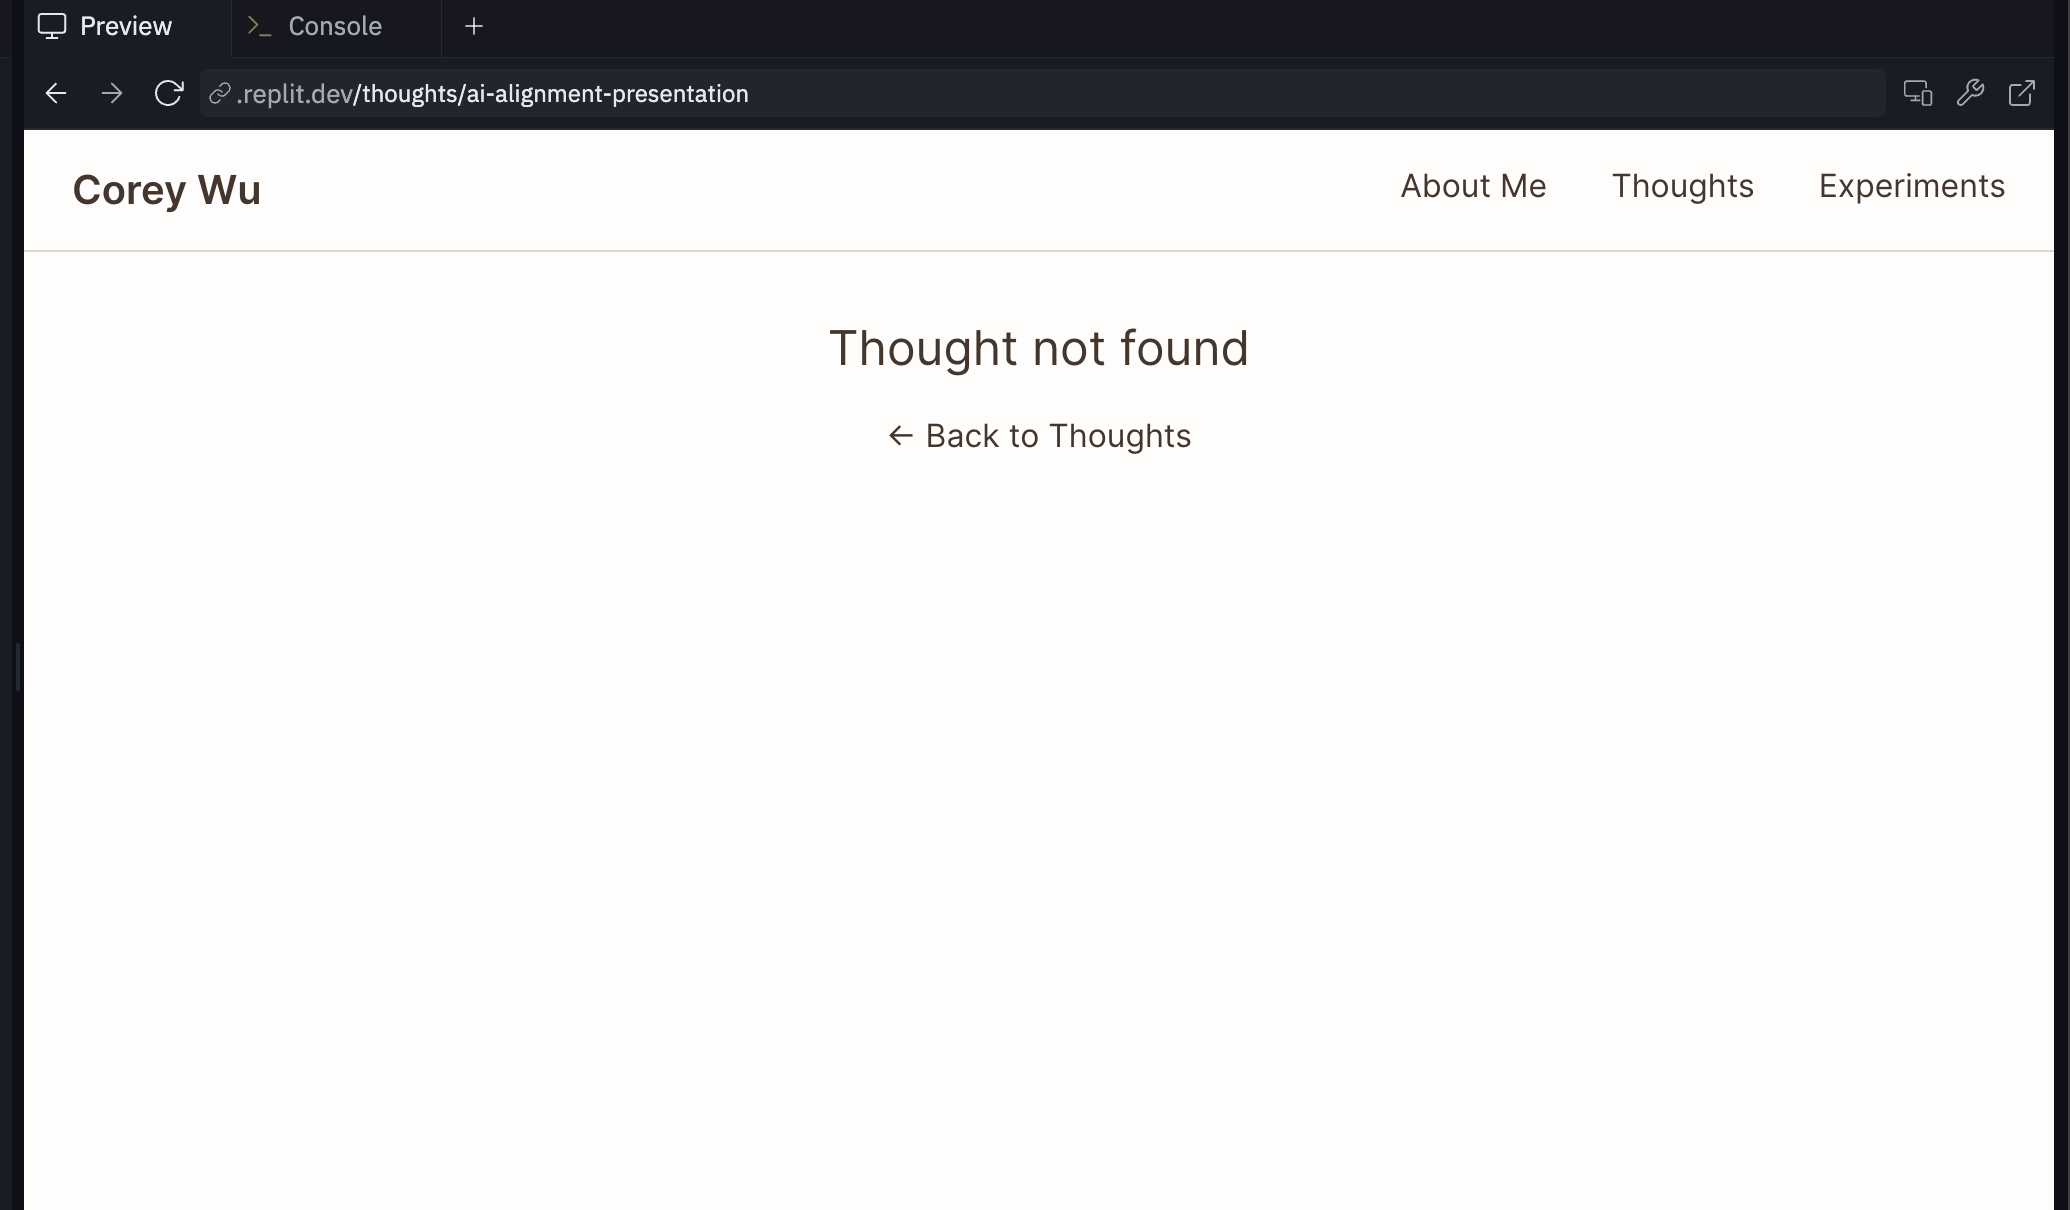 Preview
Console
.replit.dev/thoughts/ai-alignment-presentation
Corey Wu
About Me
Thoughts
Experiments
Thought not found
← Back to Thoughts